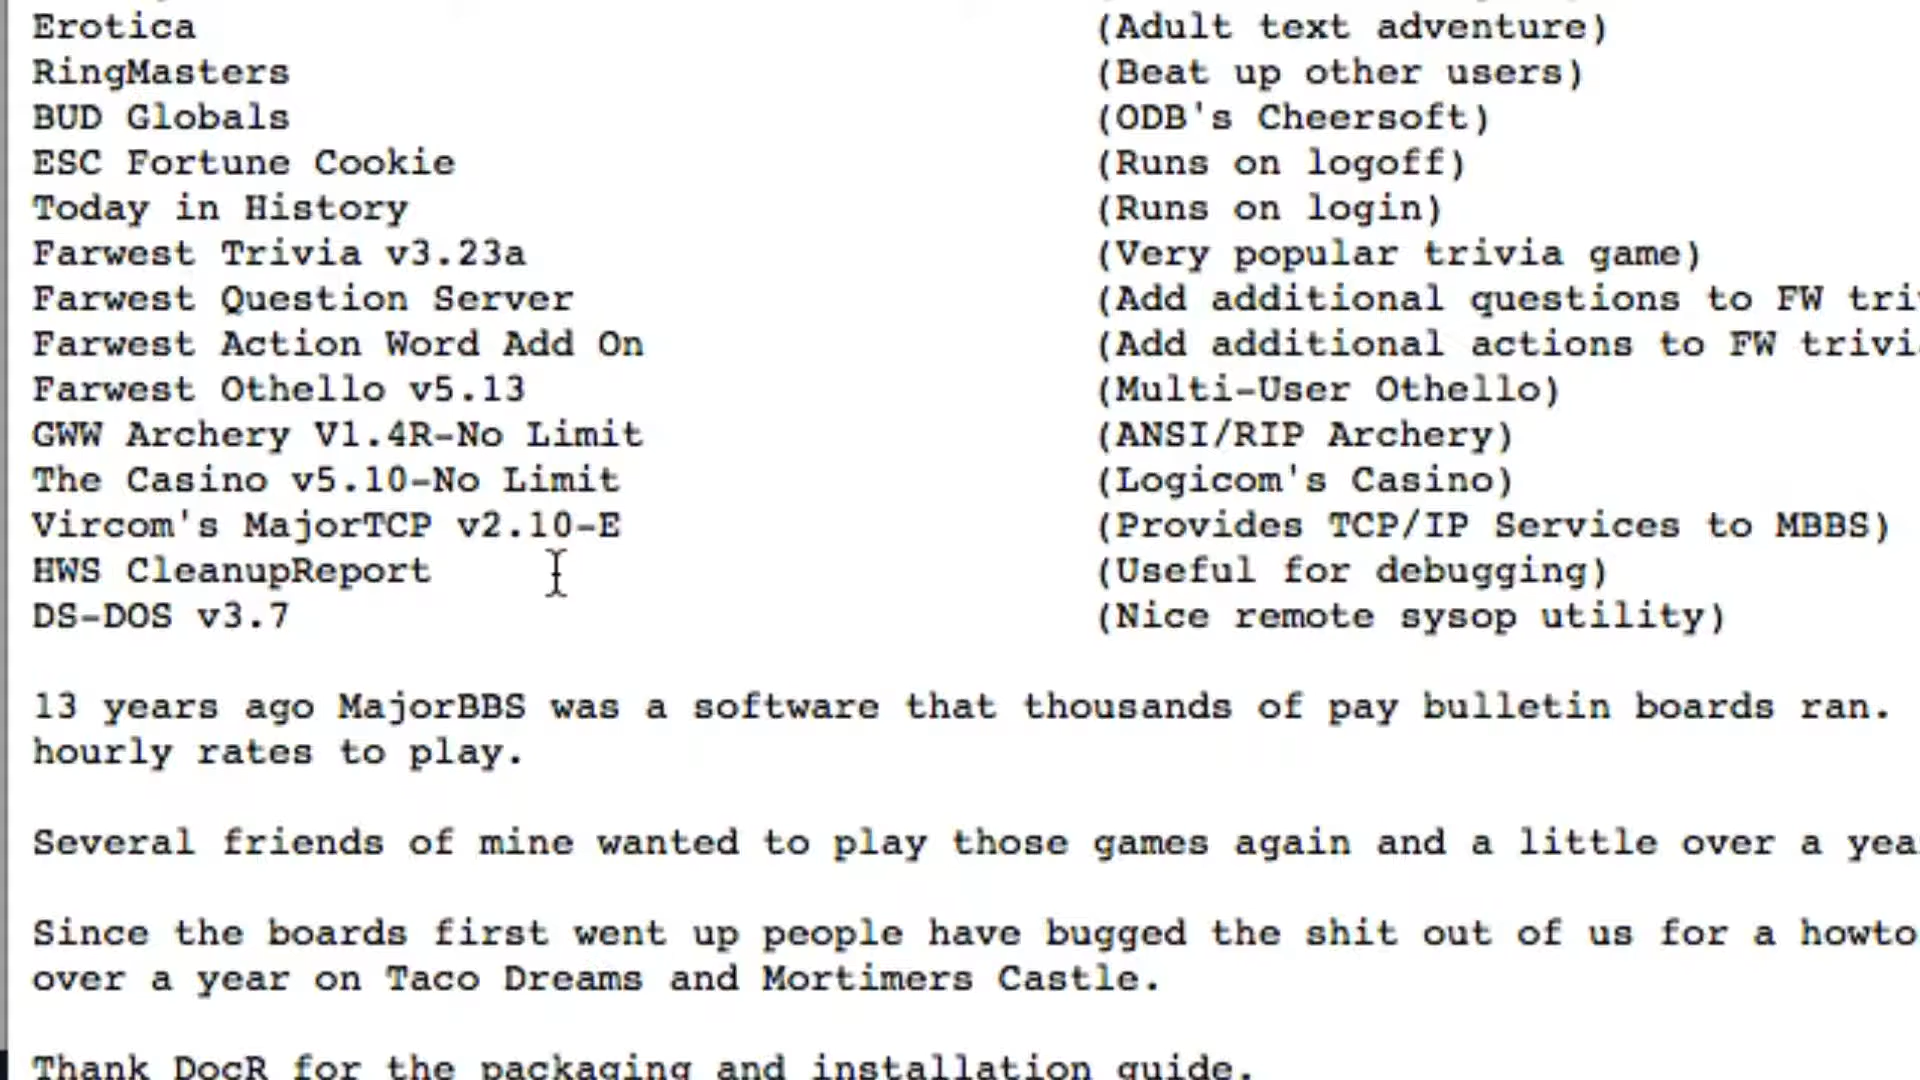 Erotica (Adult text adventure)
RingMasters (Beat up other users)
BUD Globals (ODB's Cheersoft)
ESC Fortune Cookie (Runs on logoff)
Today in History (Runs on login)
Farwest Trivia v3.23a (Very popular trivia game)
Farwest Question Server (Add additional questions to FW tri
Farwest Action Word Add On (Add additional actions to FW trivi
Farwest Othello v5.13 (Multi-User Othello)
GWW Archery V1.4R-No Limit (ANSI/RIP Archery)
The Casino v5.10-No Limit (Logicom's Casino)
Vircom's MajorTCP v2.10-E (Provides TCP/IP Services to MBBS)
HWS CleanupReport (Useful for debugging)
DS-DOS v3.7 (Nice remote sysop utility)
13 years ago MajorBBS was a software that thousands of pay bulletin boards ran.
hourly rates to play.
Several friends of mine wanted to play those games again and a little over a yea
Since the boards first went up people have bugged the shit out of us for a howto
over a year on Taco Dreams and Mortimers Castle.
Thank DocR for the packaging and installation guide.